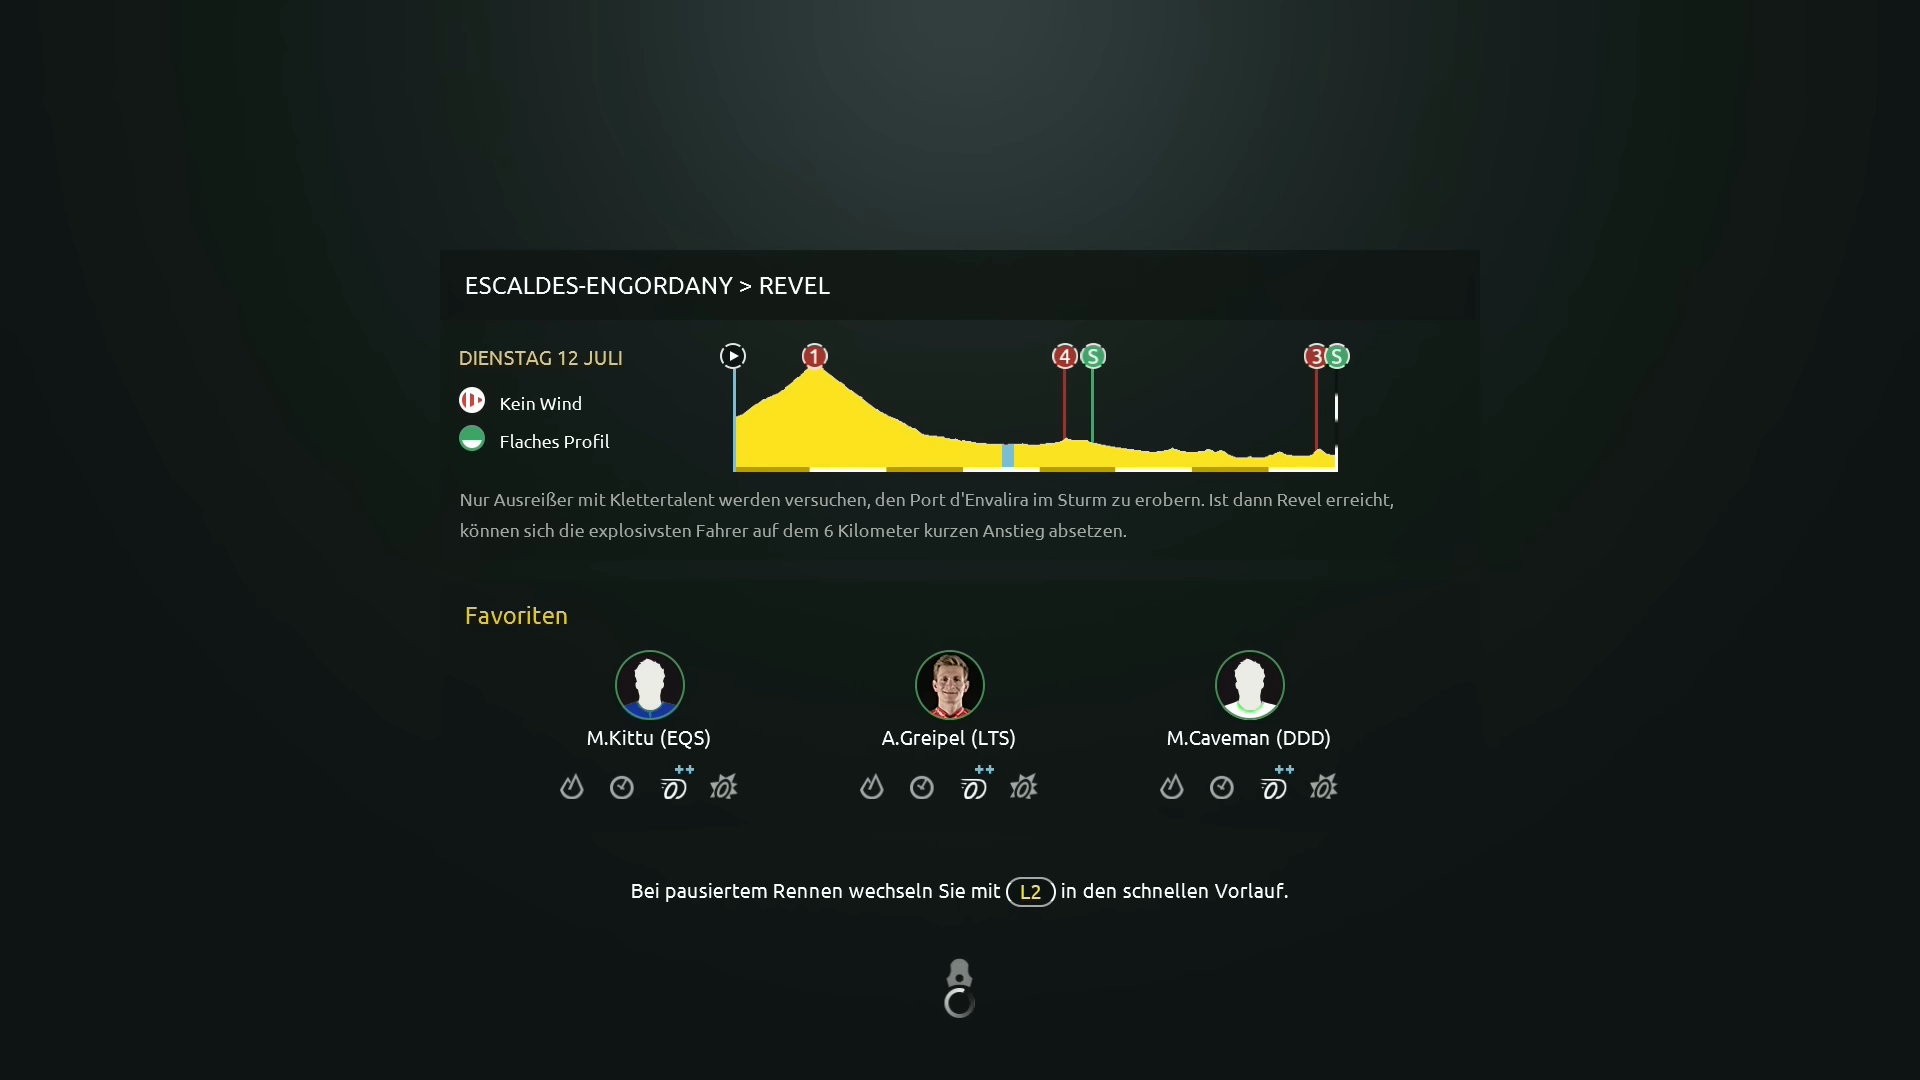 ESCALDES-ENGORDANY > REVEL
DIENSTAG 12 JULI
1
4
S
3
S
Kein Wind
Flaches Profil
Nur Ausreißer mit Klettertalent werden versuchen, den Port d'Envalira im Sturm zu erobern. Ist dann Revel erreicht,
können sich die explosivsten Fahrer auf dem 6 Kilometer kurzen Anstieg absetzen.
Favoriten
M.Kittu (EQS)
A.Greipel (LTS)
M.Caveman (DDD)
++
++
++
Bei pausiertem Rennen wechseln Sie mit L2 in den schnellen Vorlauf.